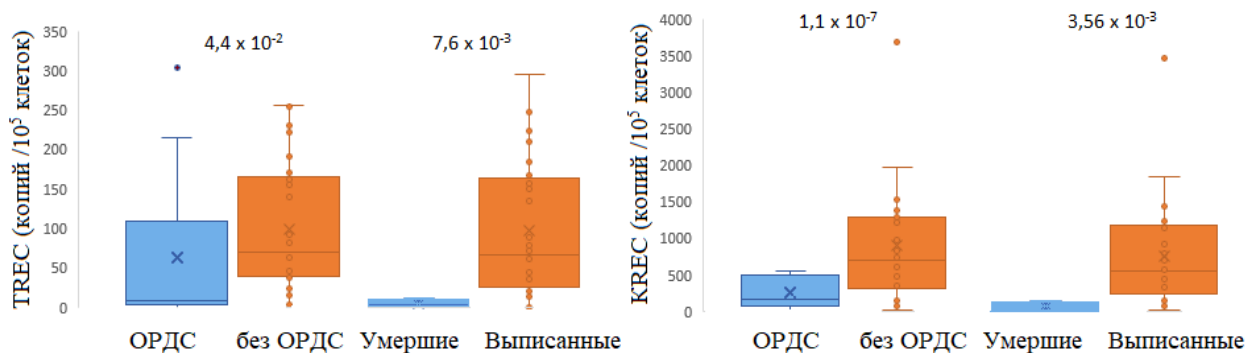 TREC (копий /10⁵ клеток)
350
300
250
200
150
100
50
0
4,4 x 10⁻²
7,6 x 10⁻³
ОРДС без ОРДС Умершие Выписанные
KREC (копий /10⁵ клеток)
4000
3500
3000
2500
2000
1500
1000
500
0
1,1 x 10⁻⁷
3,56 x 10⁻³
ОРДС без ОРДС Умершие Выписанные